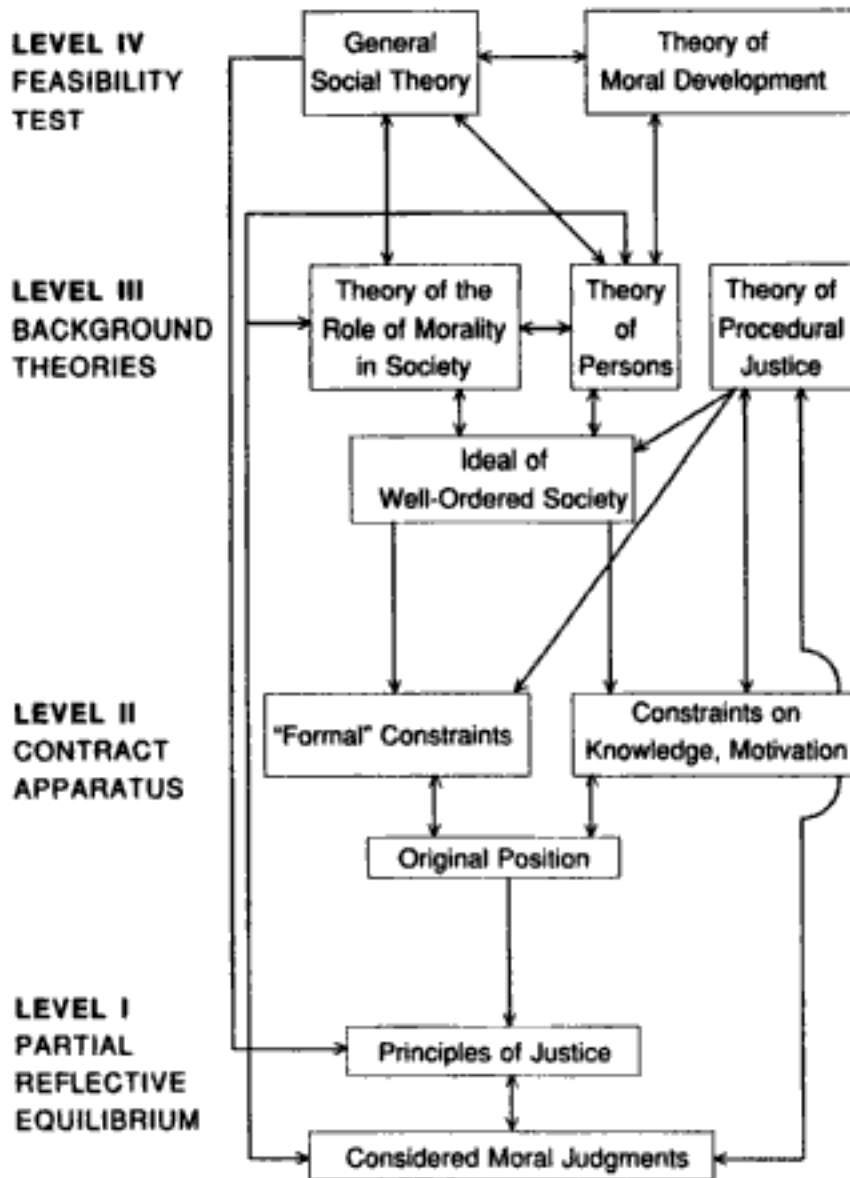 LEVEL IV
FEASIBILITY
TEST
General
Social Theory
Theory of
Moral Development
LEVEL III
BACKGROUND
THEORIES
Theory of the
Role of Morality
in Society
Theory
of
Persons
Theory of
Procedural
Justice
Ideal of
Well-Ordered Society
LEVEL II
CONTRACT
APPARATUS
"Formal" Constraints
Constraints on
Knowledge, Motivation
Original Position
LEVEL I
PARTIAL
REFLECTIVE
EQUILIBRIUM
Principles of Justice
Considered Moral Judgments